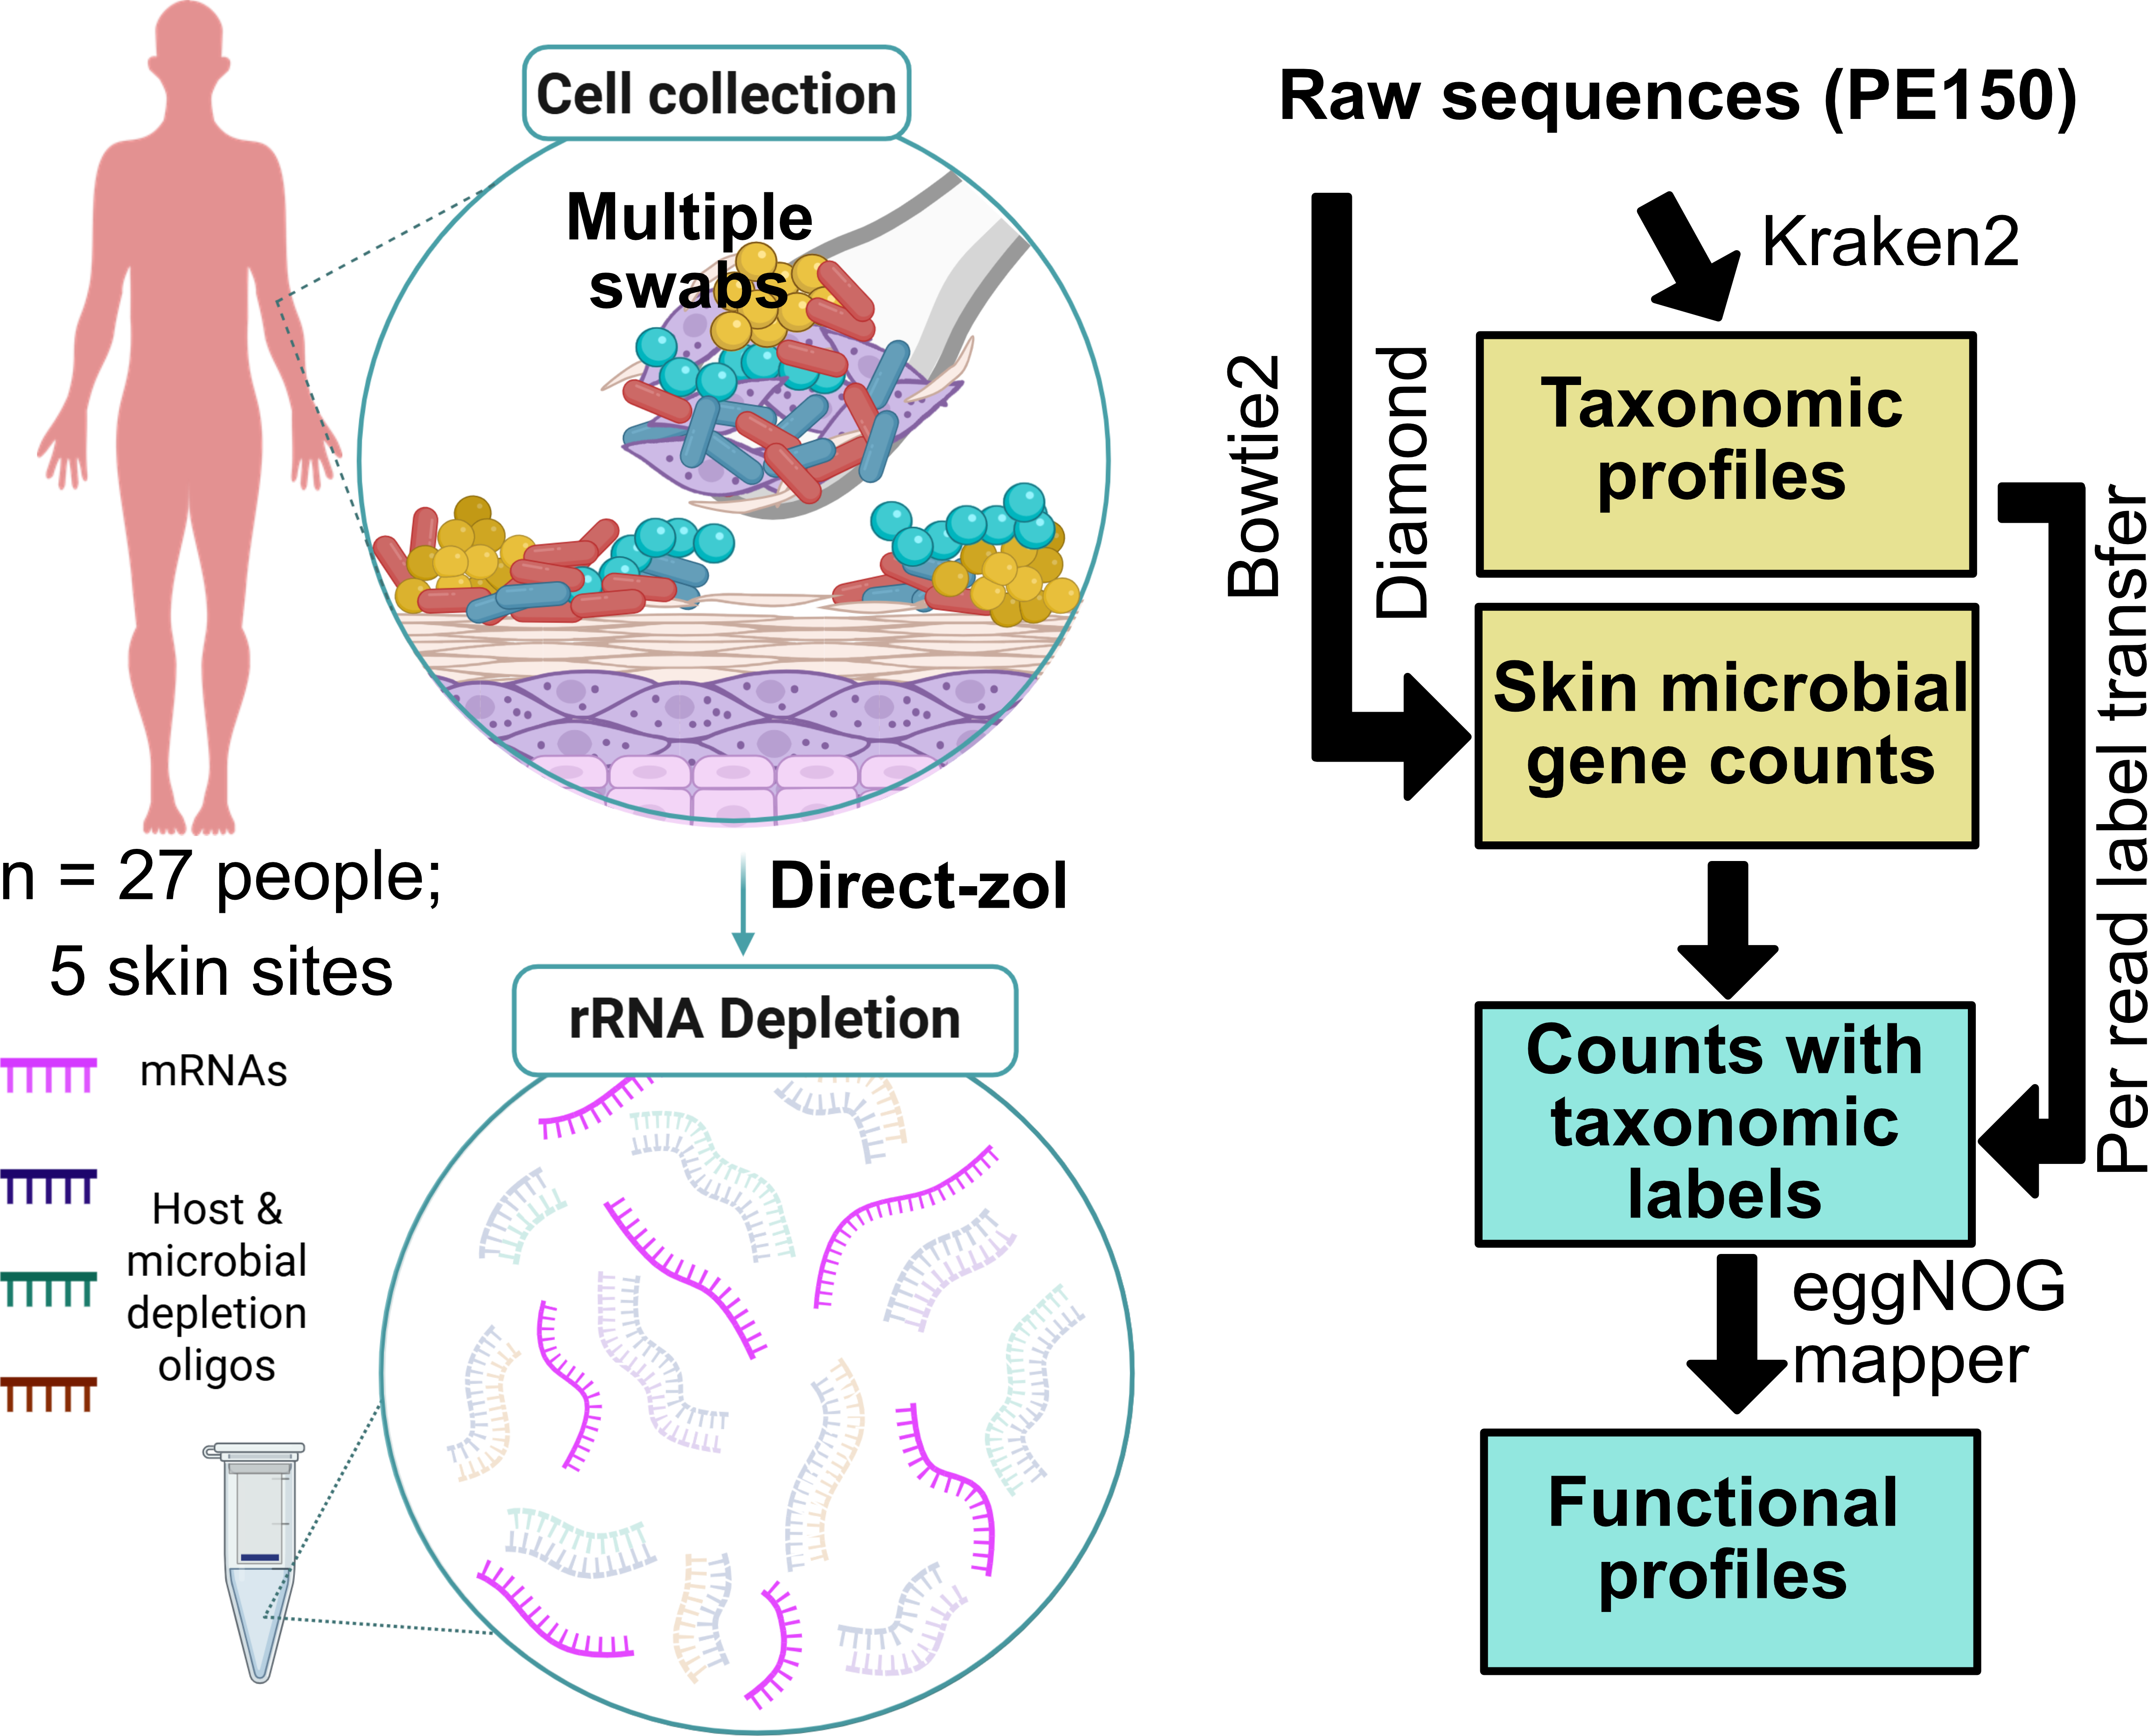 Cell collection
Multiple
swabs
n = 27 people;
5 skin sites
Direct-zol
rRNA Depletion
mRNAs
Host &
microbial
depletion
oligos
Raw sequences (PE150)
Kraken2
Bowtie2
Diamond
Taxonomic
profiles
Skin microbial
gene counts
Per read label transfer
Counts with
taxonomic
labels
eggNOG
mapper
Functional
profiles